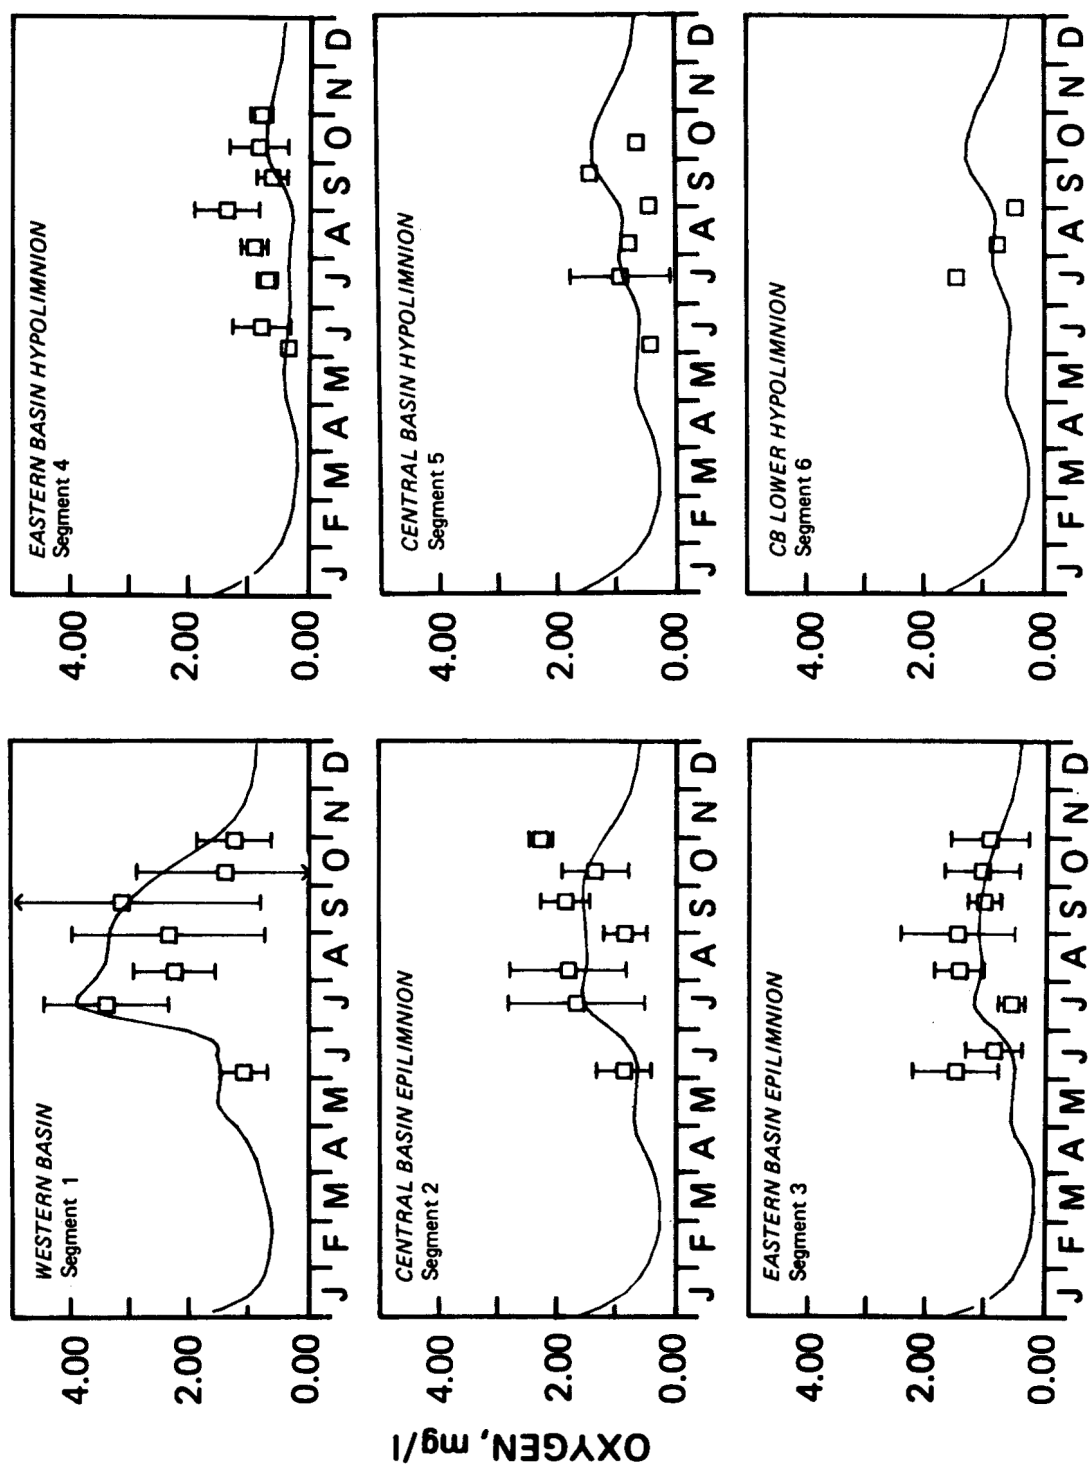 OXYGEN, mg/l
WESTERN BASIN
Segment 1
4.00
2.00
0.00
J F M A M J J A S O N D
CENTRAL BASIN EPILIMNION
Segment 2
4.00
2.00
0.00
J F M A M J J A S O N D
EASTERN BASIN EPILIMNION
Segment 3
4.00
2.00
0.00
J F M A M J J A S O N D
EASTERN BASIN HYPOLIMNION
Segment 4
4.00
2.00
0.00
J F M A M J J A S O N D
CENTRAL BASIN HYPOLIMNION
Segment 5
4.00
2.00
0.00
J F M A M J J A S O N D
CB LOWER HYPOLIMNION
Segment 6
4.00
2.00
0.00
J F M A M J J A S O N D